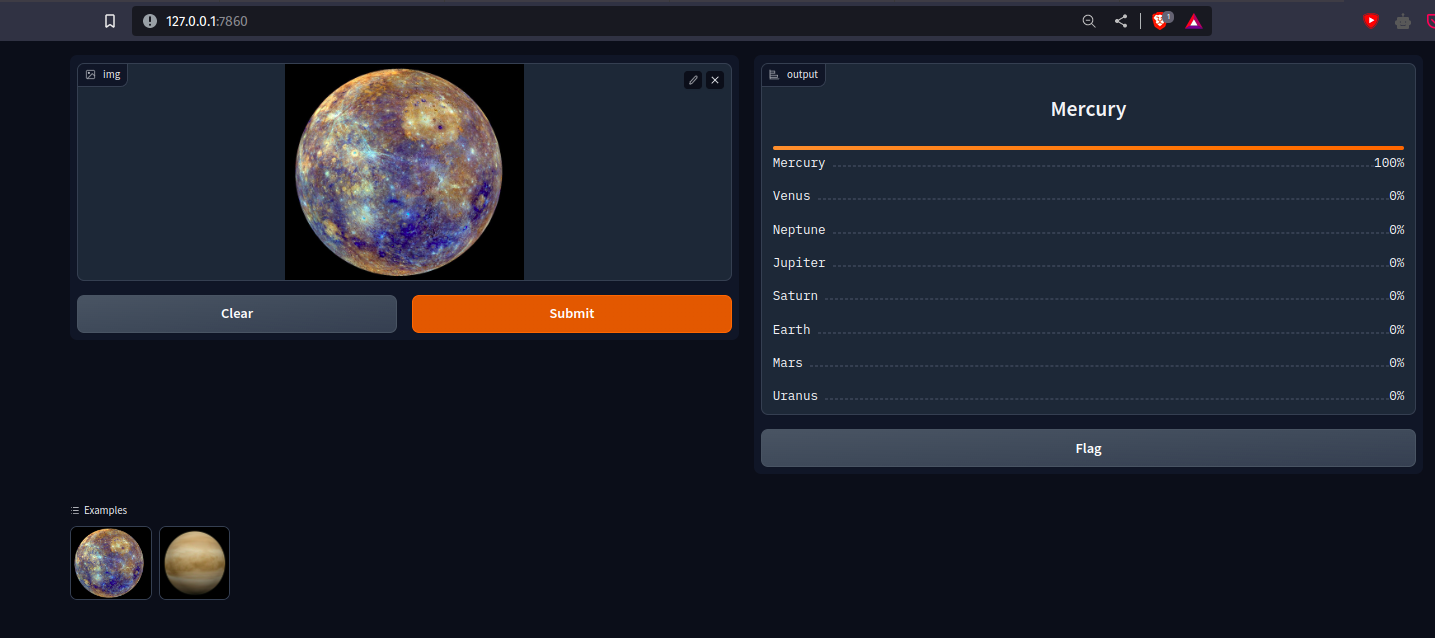 127.0.0.1:7860
1
img
Clear
Submit
output
Mercury
Mercury 100%
Venus 0%
Neptune 0%
Jupiter 0%
Saturn 0%
Earth 0%
Mars 0%
Uranus 0%
Flag
Examples